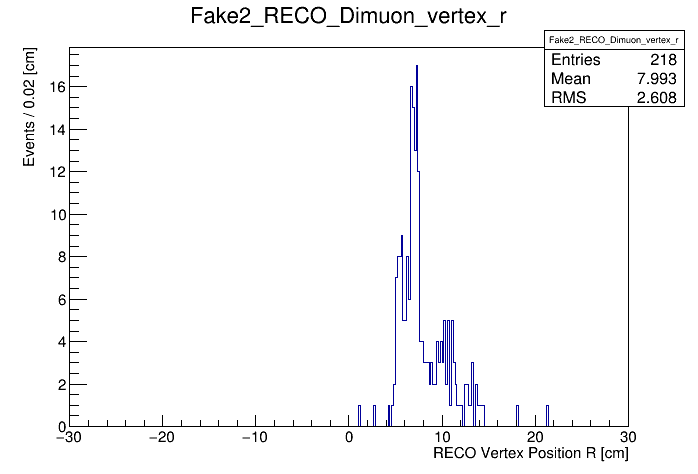 Fake2_RECO_Dimuon_vertex_r
Fake2_RECO_Dimuon_vertex_r
Entries 218
Mean 7.993
RMS 2.608
Events / 0.02 [cm]
16
14
12
10
8
6
4
2
0
−30 −20 −10 0 10 20 30
RECO Vertex Position R [cm]